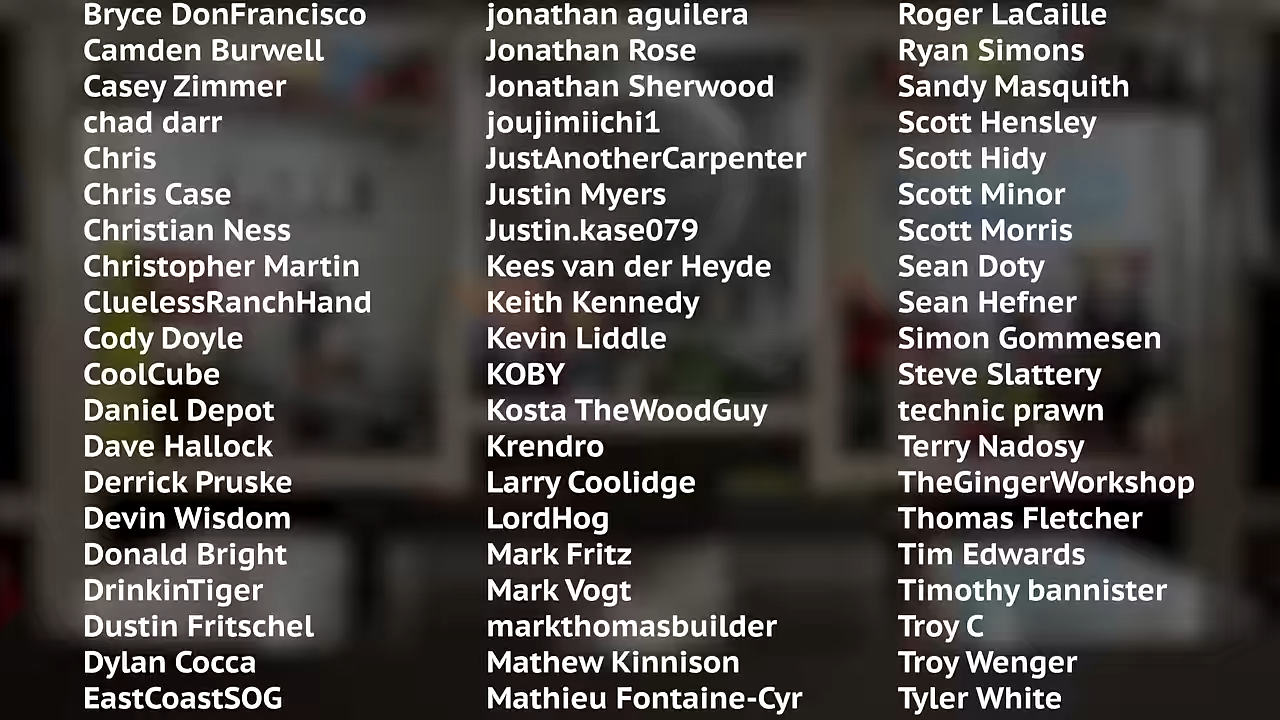 Bryce DonFrancisco
Camden Burwell
Casey Zimmer
chad darr
Chris
Chris Case
Christian Ness
Christopher Martin
CluelessRanchHand
Cody Doyle
CoolCube
Daniel Depot
Dave Hallock
Derrick Pruske
Devin Wisdom
Donald Bright
DrinkinTiger
Dustin Fritschel
Dylan Cocca
EastCoastSOG
jonathan aguilera
Jonathan Rose
Jonathan Sherwood
joujimiichi1
JustAnotherCarpenter
Justin Myers
Justin.kase079
Kees van der Heyde
Keith Kennedy
Kevin Liddle
KOBY
Kosta TheWoodGuy
Krendro
Larry Coolidge
LordHog
Mark Fritz
Mark Vogt
markthomasbuilder
Mathew Kinnison
Mathieu Fontaine-Cyr
Roger LaCaille
Ryan Simons
Sandy Masquith
Scott Hensley
Scott Hidy
Scott Minor
Scott Morris
Sean Doty
Sean Hefner
Simon Gommesen
Steve Slattery
technic prawn
Terry Nadosy
TheGingerWorkshop
Thomas Fletcher
Tim Edwards
Timothy bannister
Troy C
Troy Wenger
Tyler White